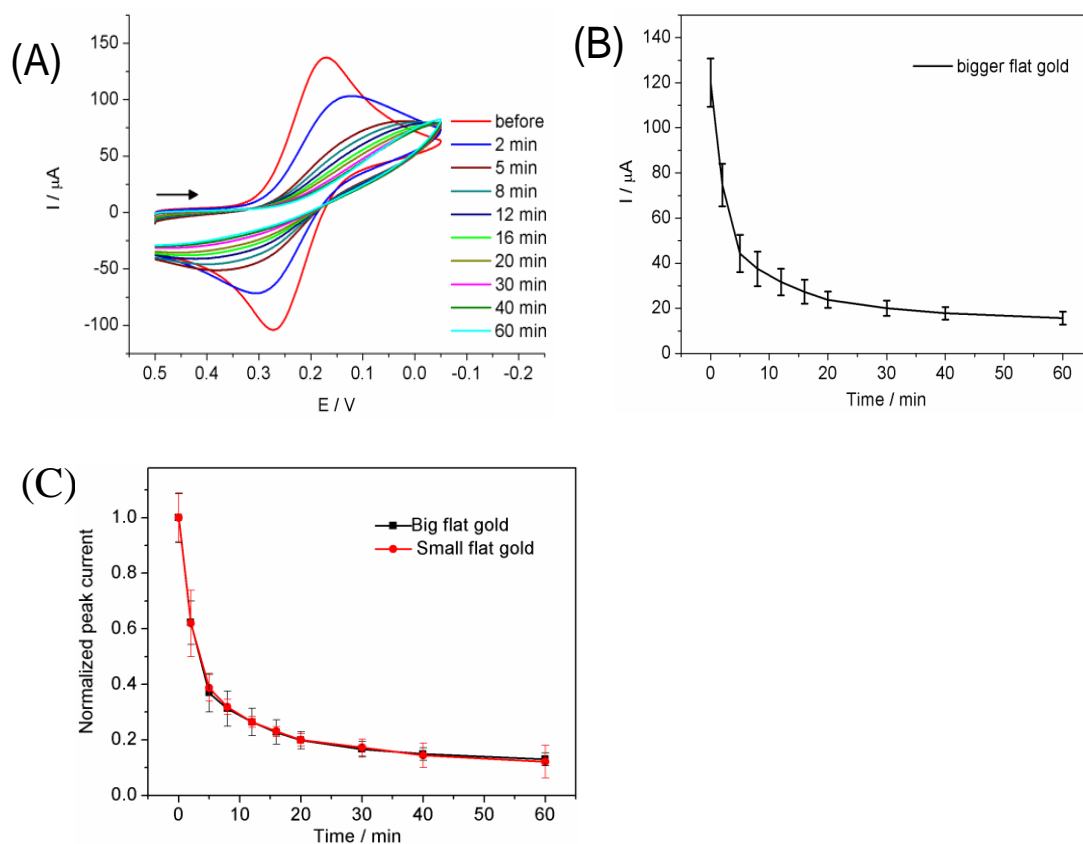 (A)
150
100
50
0
-50
-100
I / µA
0.5 0.4 0.3 0.2 0.1 0.0 -0.1 -0.2
E / V
before
2 min
5 min
8 min
12 min
16 min
20 min
30 min
40 min
60 min
(B)
140
120
100
80
60
40
20
0
I / µA
0 10 20 30 40 50 60
Time / min
bigger flat gold
(C)
1.0
0.8
0.6
0.4
0.2
0.0
Normalized peak current
0 10 20 30 40 50 60
Time / min
Big flat gold
Small flat gold